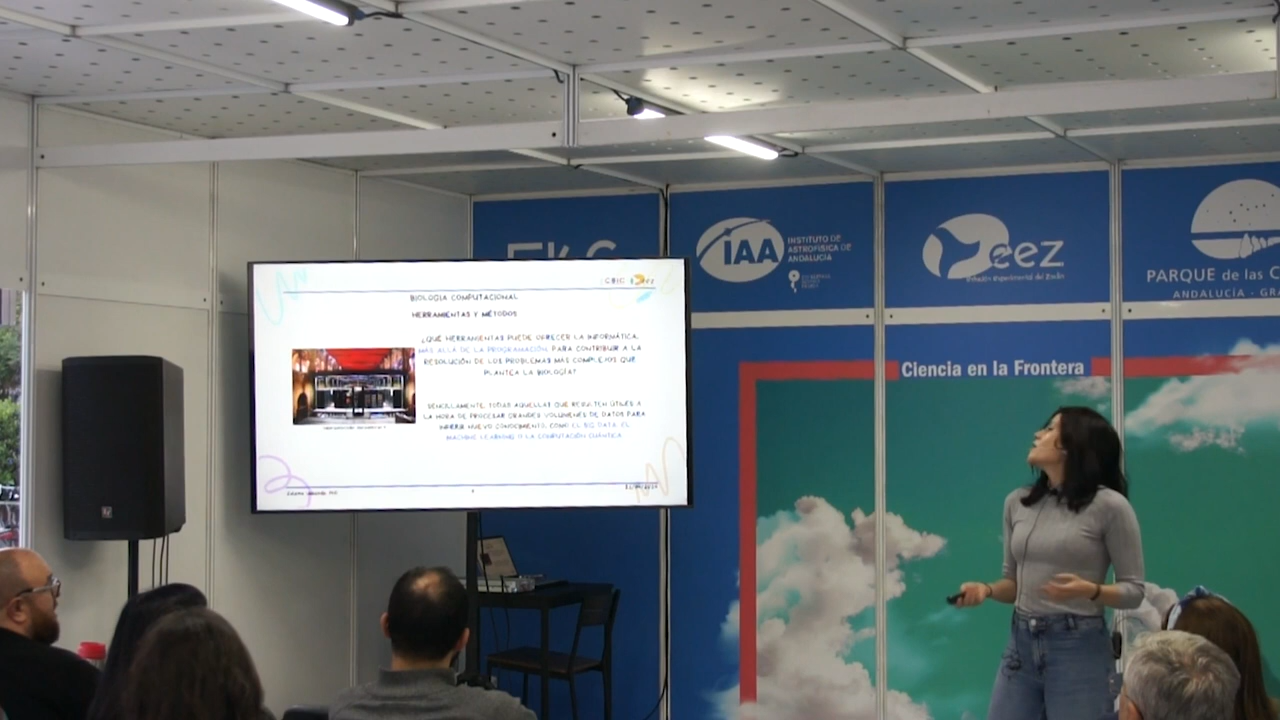 CSIC eez
BIOLOGÍA COMPUTACIONAL
HERRAMIENTAS Y MÉTODOS
¿QUÉ HERRAMIENTAS PUEDE OFRECER LA INFORMÁTICA,
MÁS ALLÁ DE LA PROGRAMACIÓN, PARA CONTRIBUIR A LA
RESOLUCIÓN DE LOS PROBLEMAS MÁS COMPLEJOS QUE
PLANTEA LA BIOLOGÍA?
SENCILLAMENTE, TODAS AQUELLAS QUE RESULTEN ÚTILES A
LA HORA DE PROCESAR GRANDES VOLÚMENES DE DATOS PARA
INFERIR NUEVO CONOCIMIENTO, COMO EL BIG DATA, EL
MACHINE LEARNING O LA COMPUTACIÓN CUÁNTICA
IAA
INSTITUTO DE
ASTROFÍSICA DE
ANDALUCÍA
eez
Estación Experimental del Zaidín
PARQUE de las C
ANDALUCÍA - GRA
Ciencia en la Frontera